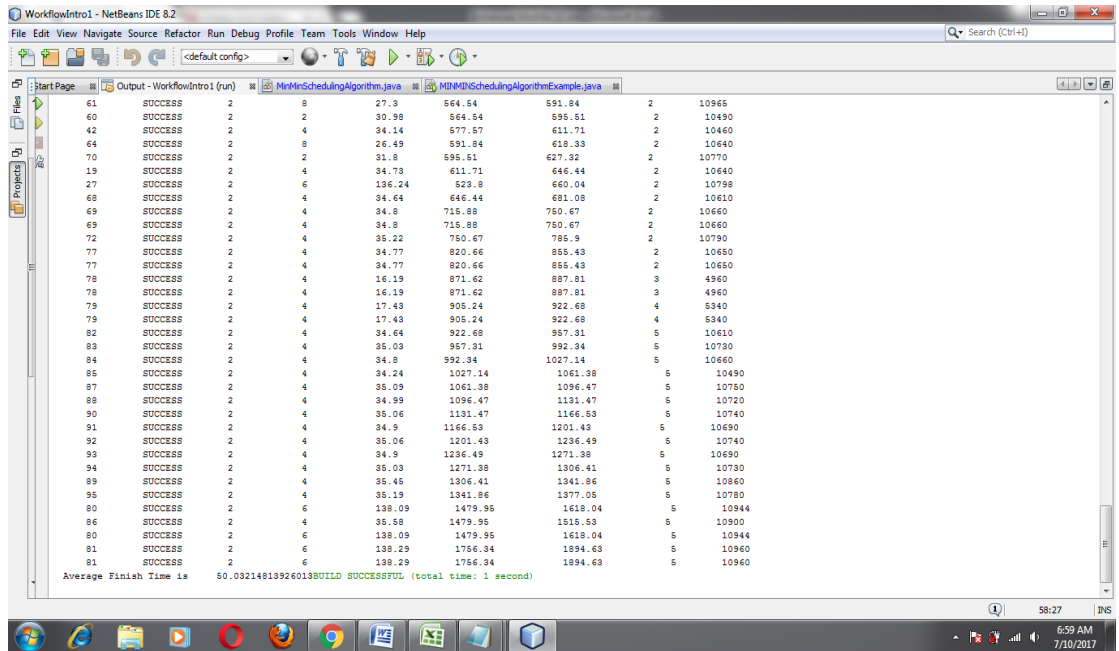 WorkflowIntro1 - NetBeans IDE 8.2
File Edit View Navigate Source Refactor Run Debug Profile Team Tools Window Help
Search (Ctrl+I)
<default config>
Start Page Output - WorkflowIntro1 (run) MinMinSchedulingAlgorithm.java MINMINSchedulingAlgorithmExample.java
Files
Projects
61 SUCCESS 2 8 27.3 564.54 591.84 2 10965
60 SUCCESS 2 2 30.98 564.54 595.51 2 10490
42 SUCCESS 2 4 34.14 577.57 611.71 2 10460
64 SUCCESS 2 8 26.49 591.84 618.33 2 10640
70 SUCCESS 2 2 31.8 595.51 627.32 2 10770
19 SUCCESS 2 4 34.73 611.71 646.44 2 10640
27 SUCCESS 2 6 136.24 523.8 660.04 2 10798
68 SUCCESS 2 4 34.64 646.44 681.08 2 10610
69 SUCCESS 2 4 34.8 715.88 750.67 2 10660
69 SUCCESS 2 4 34.8 715.88 750.67 2 10660
72 SUCCESS 2 4 35.22 750.67 785.9 2 10790
77 SUCCESS 2 4 34.77 820.66 855.43 2 10650
77 SUCCESS 2 4 34.77 820.66 855.43 2 10650
78 SUCCESS 2 4 16.19 871.62 887.81 3 4960
78 SUCCESS 2 4 16.19 871.62 887.81 3 4960
79 SUCCESS 2 4 17.43 905.24 922.68 4 5340
79 SUCCESS 2 4 17.43 905.24 922.68 4 5340
82 SUCCESS 2 4 34.64 922.68 957.31 5 10610
83 SUCCESS 2 4 35.03 957.31 992.34 5 10730
84 SUCCESS 2 4 34.8 992.34 1027.14 5 10660
85 SUCCESS 2 4 34.24 1027.14 1061.38 5 10490
87 SUCCESS 2 4 35.09 1061.38 1096.47 5 10750
88 SUCCESS 2 4 34.99 1096.47 1131.47 5 10720
90 SUCCESS 2 4 35.06 1131.47 1166.53 5 10740
91 SUCCESS 2 4 34.9 1166.53 1201.43 5 10690
92 SUCCESS 2 4 35.06 1201.43 1236.49 5 10740
93 SUCCESS 2 4 34.9 1236.49 1271.38 5 10690
94 SUCCESS 2 4 35.03 1271.38 1306.41 5 10730
89 SUCCESS 2 4 35.45 1306.41 1341.86 5 10860
95 SUCCESS 2 4 35.19 1341.86 1377.05 5 10780
80 SUCCESS 2 6 138.09 1479.95 1618.04 5 10944
86 SUCCESS 2 4 35.58 1479.95 1515.53 5 10900
80 SUCCESS 2 6 138.09 1479.95 1618.04 5 10944
81 SUCCESS 2 6 138.29 1756.34 1894.63 5 10960
81 SUCCESS 2 6 138.29 1756.34 1894.63 5 10960
Average Finish Time is 50.03214813926013BUILD SUCCESSFUL (total time: 1 second)
1 58:27 INS
6:59 AM
7/10/2017